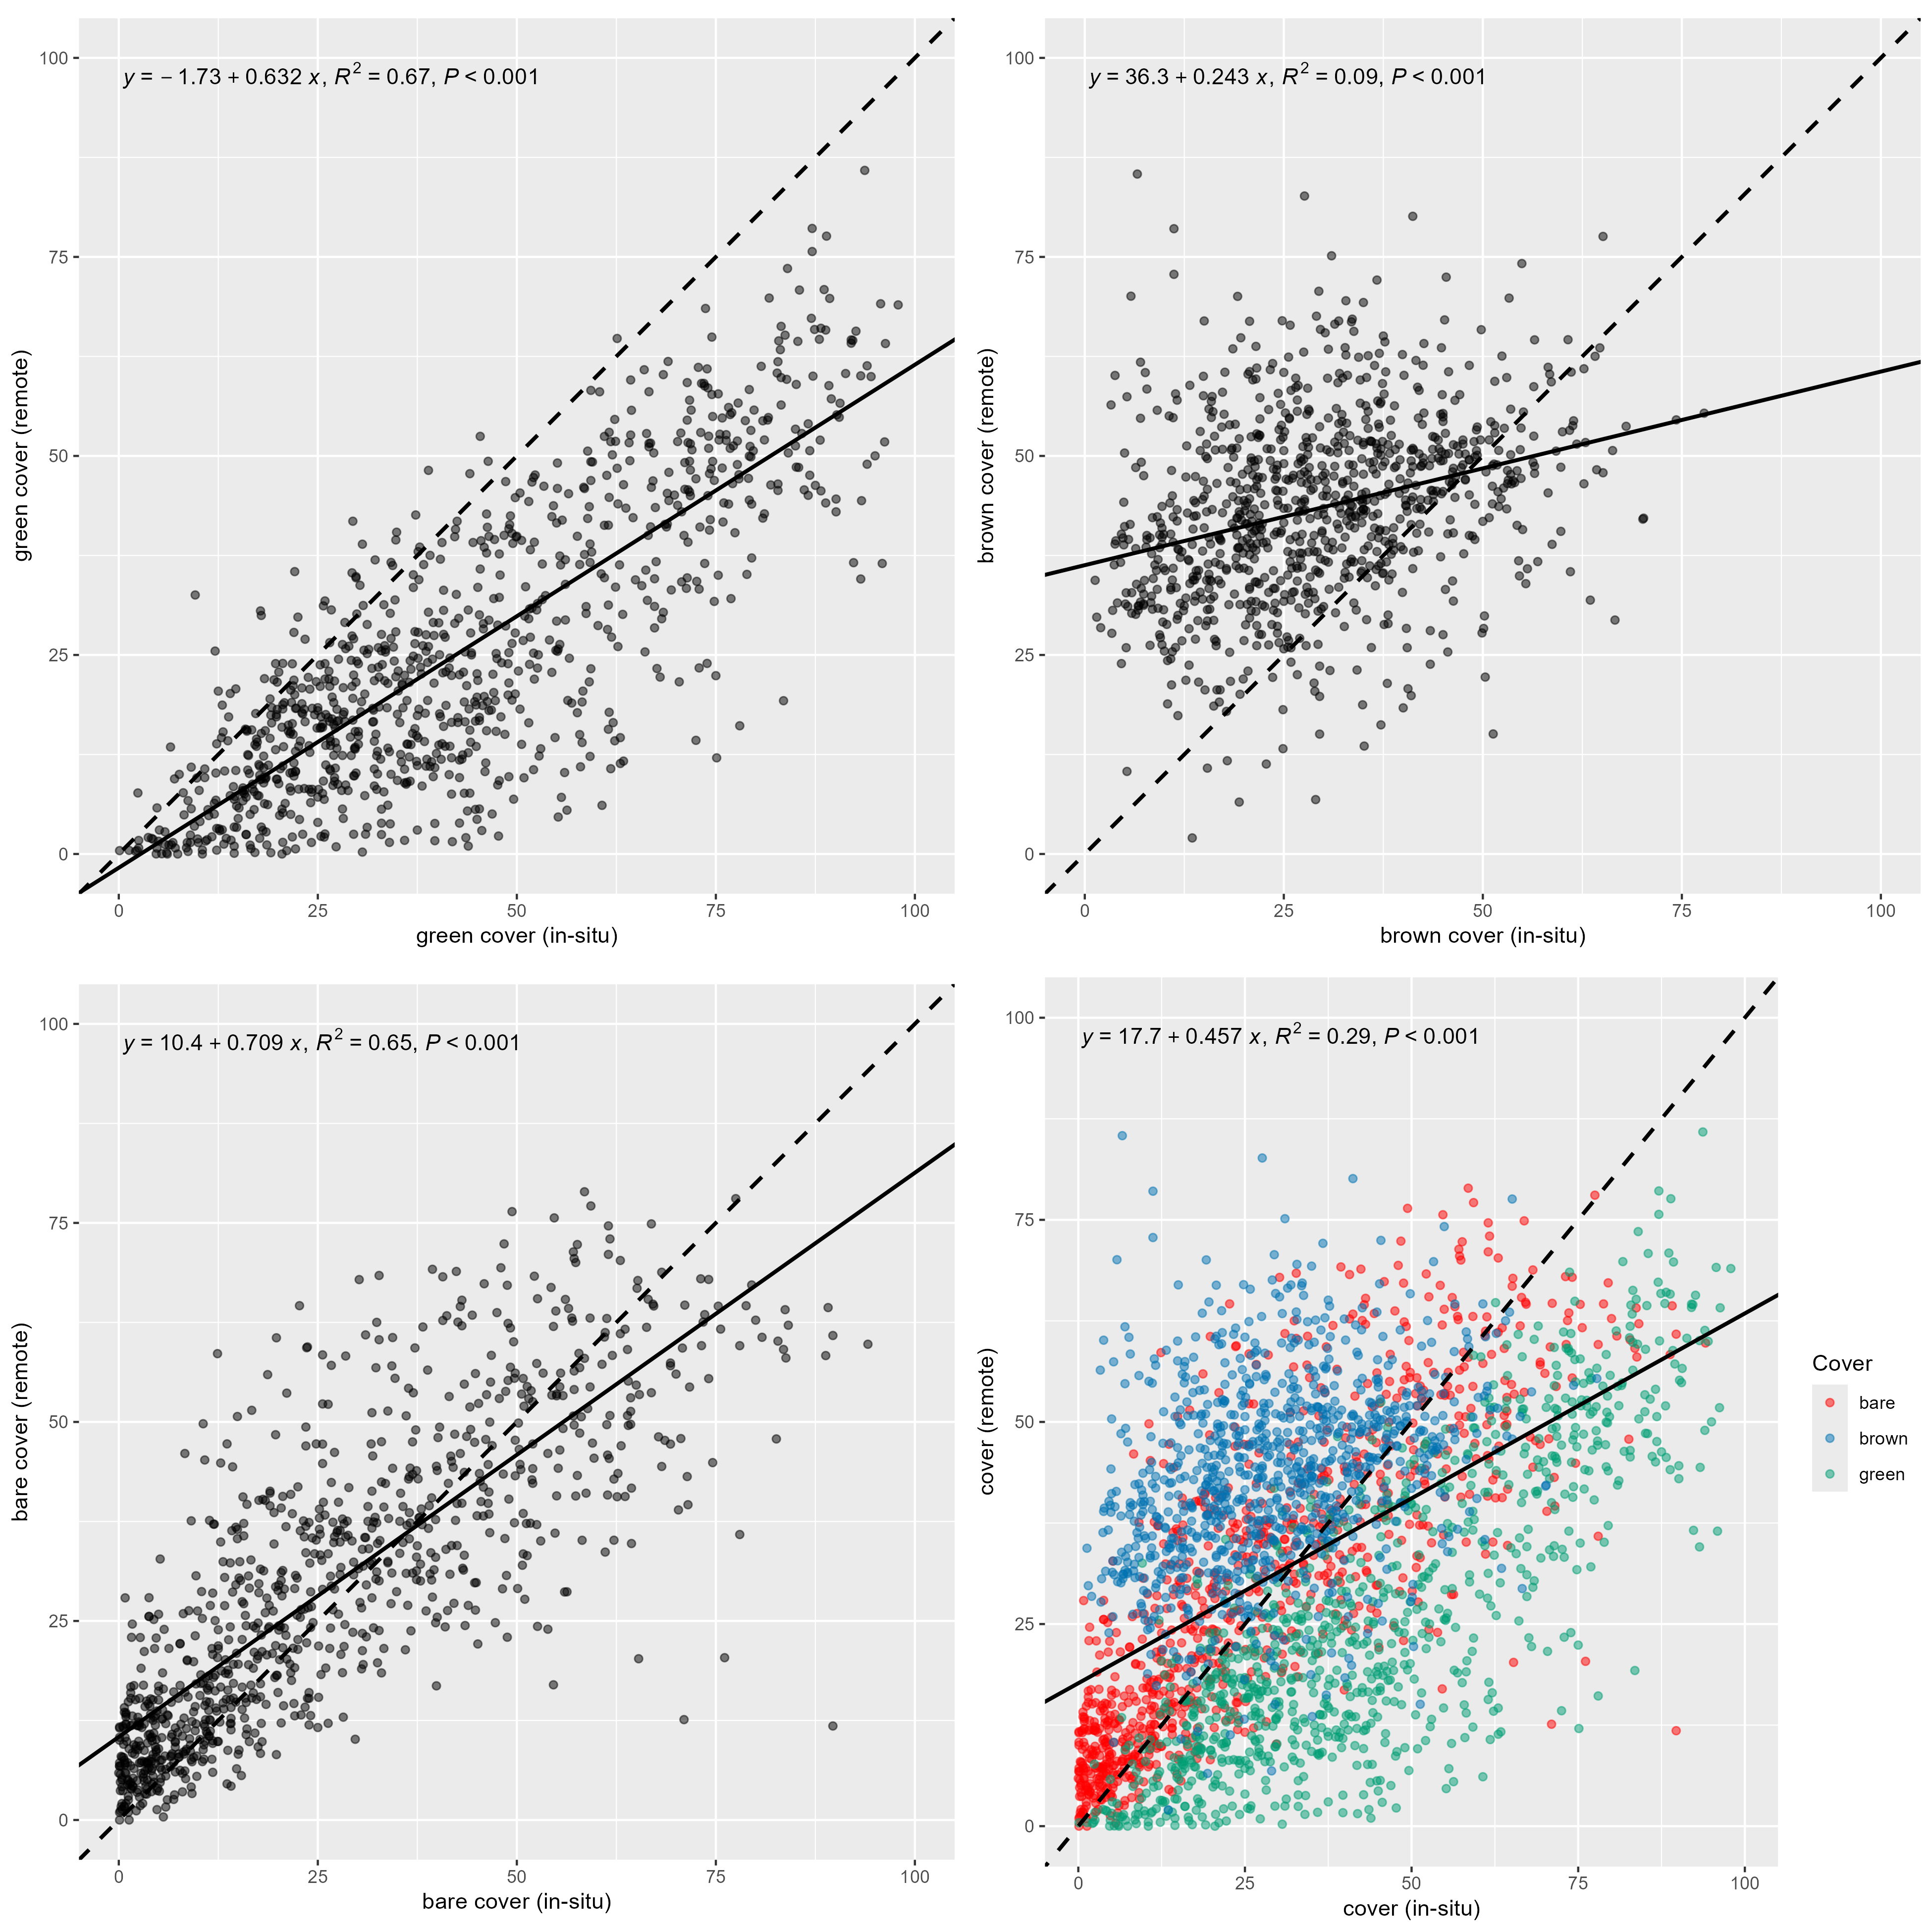 y = − 1.73 + 0.632 x, R² = 0.67, P < 0.001
100
75
50
25
0
green cover (remote)
0 25 50 75 100
green cover (in-situ)
y = 36.3 + 0.243 x, R² = 0.09, P < 0.001
100
75
50
25
0
brown cover (remote)
0 25 50 75 100
brown cover (in-situ)
y = 10.4 + 0.709 x, R² = 0.65, P < 0.001
100
75
50
25
0
bare cover (remote)
0 25 50 75 100
bare cover (in-situ)
y = 17.7 + 0.457 x, R² = 0.29, P < 0.001
100
75
50
25
0
cover (remote)
0 25 50 75 100
cover (in-situ)
Cover
bare
brown
green